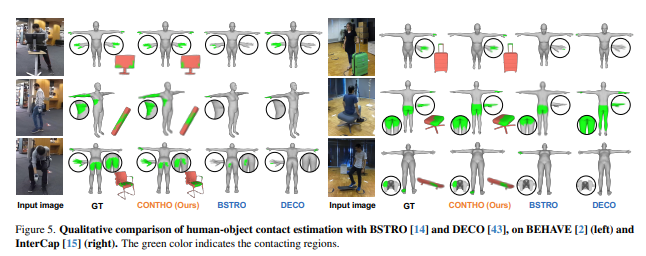 Input image GT CONTHO (Ours) BSTRO DECO Input image GT CONTHO (Ours) BSTRO DECO
Figure 5. Qualitative comparison of human-object contact estimation with BSTRO [14] and DECO [43], on BEHAVE [2] (left) and
InterCap [15] (right). The green color indicates the contacting regions.